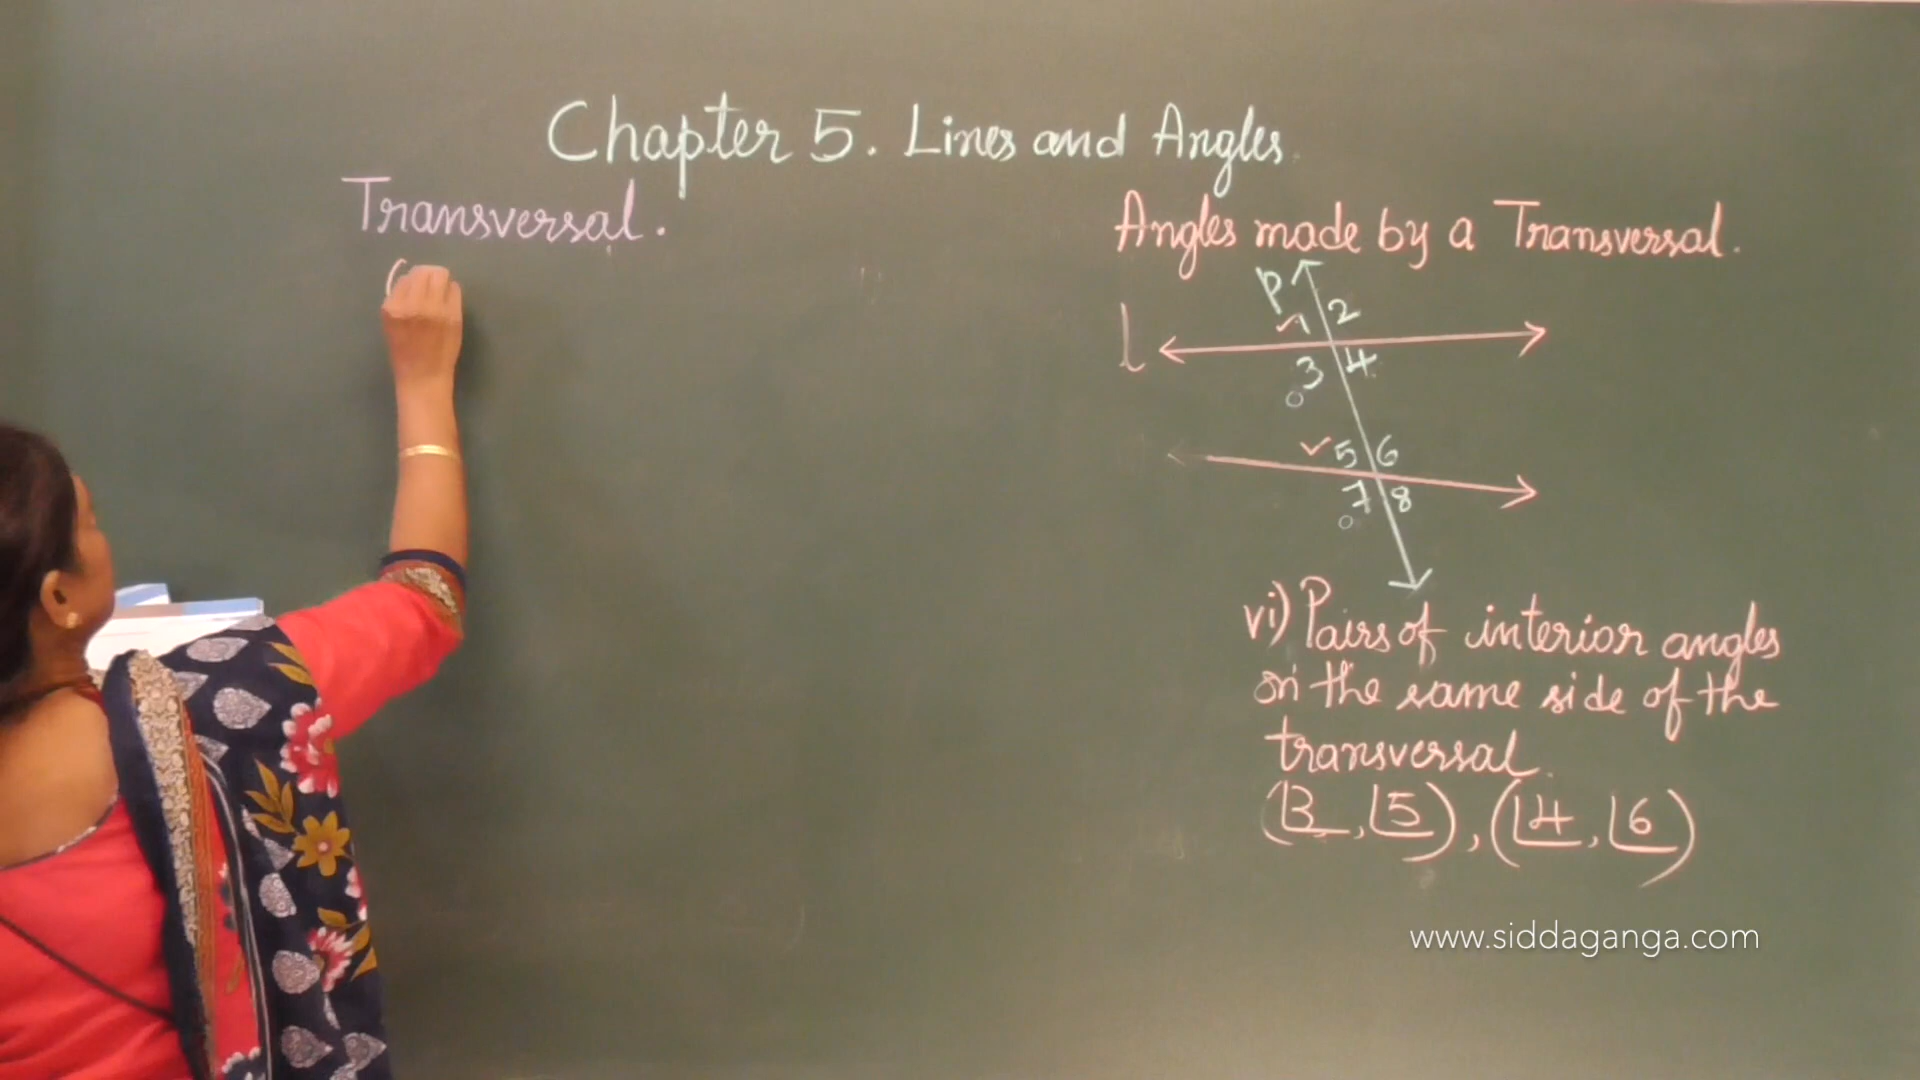 Chapter 5. Lines and Angles.
Transversal.
(
Angles made by a Transversal.
p
1 2
l
3 4
5 6
7 8
vi) Pairs of interior angles
on the same side of the
transversal.
(∠3, ∠5), (∠4, ∠6)
www.siddaganga.com